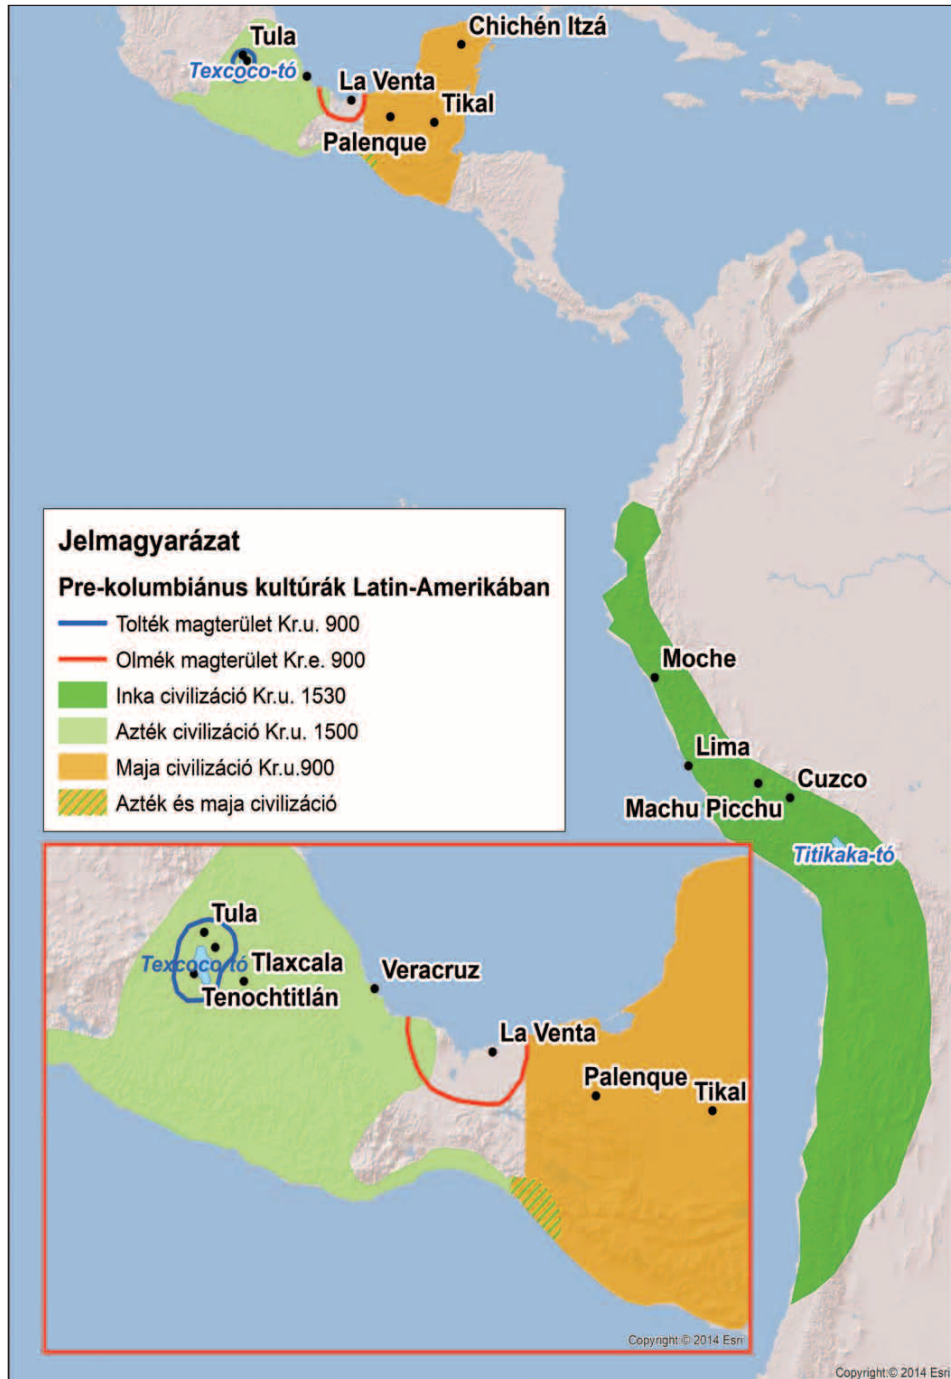 Chichén Itzá
Tula
Texcoco-tó
La Venta
Tikal
Palenque
Jelmagyarázat
Pre-kolumbiánus kultúrák Latin-Amerikában
Tolték magterület Kr.u. 900
Olmék magterület Kr.e. 900
Inka civilizáció Kr.u. 1530
Azték civilizáció Kr.u. 1500
Maja civilizáció Kr.u.900
Azték és maja civilizáció
Moche
Lima
Cuzco
Machu Picchu
Titikaka-tó
Tula
Texcoco-tó
Tlaxcala
Tenochtitlán
Veracruz
La Venta
Palenque
Tikal
Copyright:© 2014 Esri
Copyright:© 2014 Esri